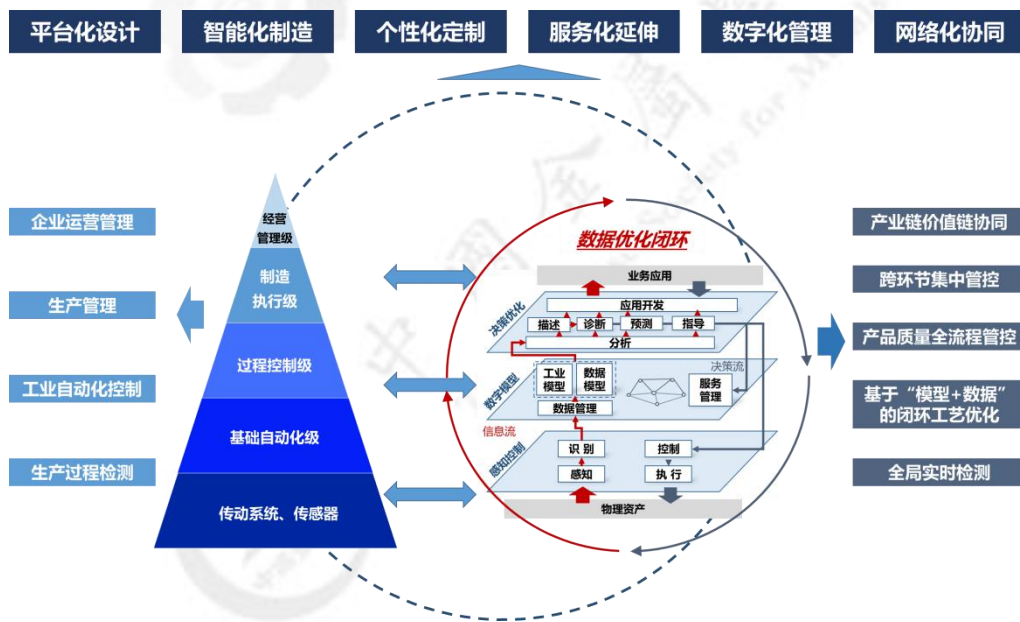 平台化设计
智能化制造
个性化定制
服务化延伸
数字化管理
网络化协同
企业运营管理
生产管理
工业自动化控制
生产过程检测
经营
管理级
制造
执行级
过程控制级
基础自动化级
传动系统、传感器
数据优化闭环
业务应用
决策优化
应用开发
描述
诊断
预测
指导
分析
数字模型
工业
模型
数据
模型
决策流
服务
管理
数据管理
信息流
感知控制
识别
控制
感知
执行
物理资产
产业链价值链协同
跨环节集中管控
产品质量全流程管控
基于“模型+数据”
的闭环工艺优化
全局实时检测